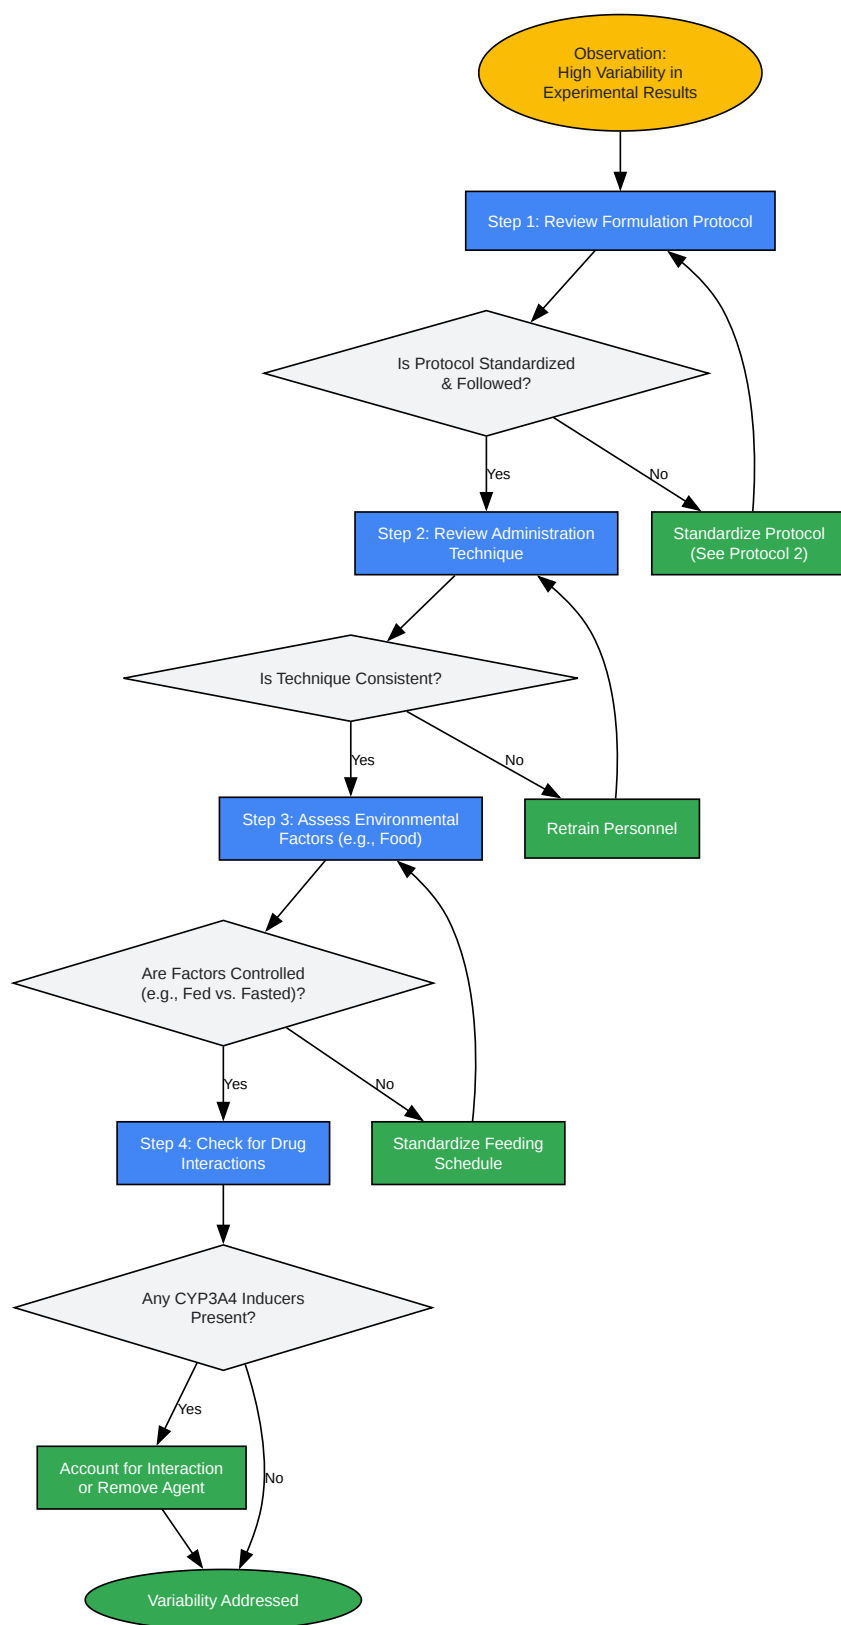 Observation:
High Variability in
Experimental Results
Step 1: Review Formulation Protocol
Is Protocol Standardized
& Followed?
Yes
No
Step 2: Review Administration
Technique
Standardize Protocol
(See Protocol 2)
Is Technique Consistent?
Yes
No
Step 3: Assess Environmental
Factors (e.g., Food)
Retrain Personnel
Are Factors Controlled
(e.g., Fed vs. Fasted)?
Yes
No
Step 4: Check for Drug
Interactions
Standardize Feeding
Schedule
Any CYP3A4 Inducers
Present?
Yes
No
Account for Interaction
or Remove Agent
Variability Addressed